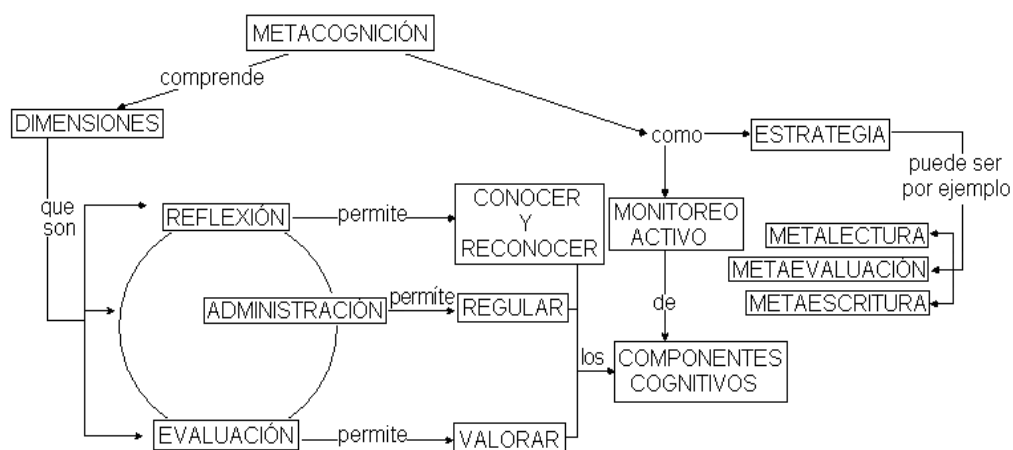 METACOGNICIÓN
comprende
DIMENSIONES
como
ESTRATEGIA
puede ser
por ejemplo
que
son
REFLEXIÓN
permite
CONOCER
Y
RECONOCER
MONITOREO
ACTIVO
METALECTURA
METAEVALUACIÓN
METAESCRITURA
ADMINISTRACIÓN
permite
REGULAR
de
los
COMPONENTES
COGNITIVOS
EVALUACIÓN
permite
VALORAR